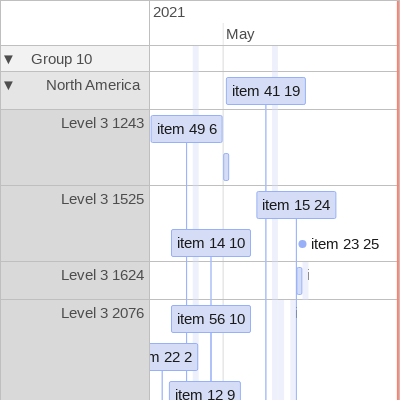 2021
May
▼ Group 10
▼ North America
item 41 19
Level 3 1243
item 49 6
Level 3 1525
item 15 24
item 14 10
item 23 25
Level 3 1624
i
Level 3 2076
i
item 56 10
m 22 2
item 12 9